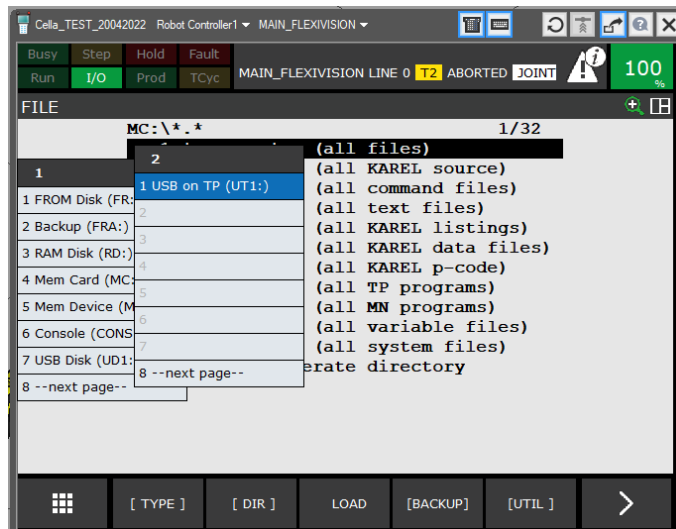 Cella_TEST_20042022 Robot Controller1 MAIN_FLEXIVISION
Busy Step Hold Fault
Run I/O Prod TCyc
MAIN_FLEXIVISION LINE 0 T2 ABORTED JOINT
100
%
FILE
MC:\*.* 1/32
(all files)
(all KAREL source)
(all command files)
(all text files)
(all KAREL listings)
(all KAREL data files)
(all KAREL p-code)
(all TP programs)
(all MN programs)
(all variable files)
(all system files)
erate directory
1
1 FROM Disk (FR:
2 Backup (FRA:)
3 RAM Disk (RD:)
4 Mem Card (MC:
5 Mem Device (M
6 Console (CONS
7 USB Disk (UD1:
8 --next page--
2
1 USB on TP (UT1:)
2
3
4
5
6
7
8 --next page--
[ TYPE ] [ DIR ] LOAD [BACKUP] [UTIL ]